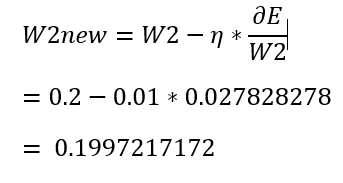 W2new = W2 − η * ∂E/W2
= 0.2 − 0.01 * 0.027828278
= 0.1997217172